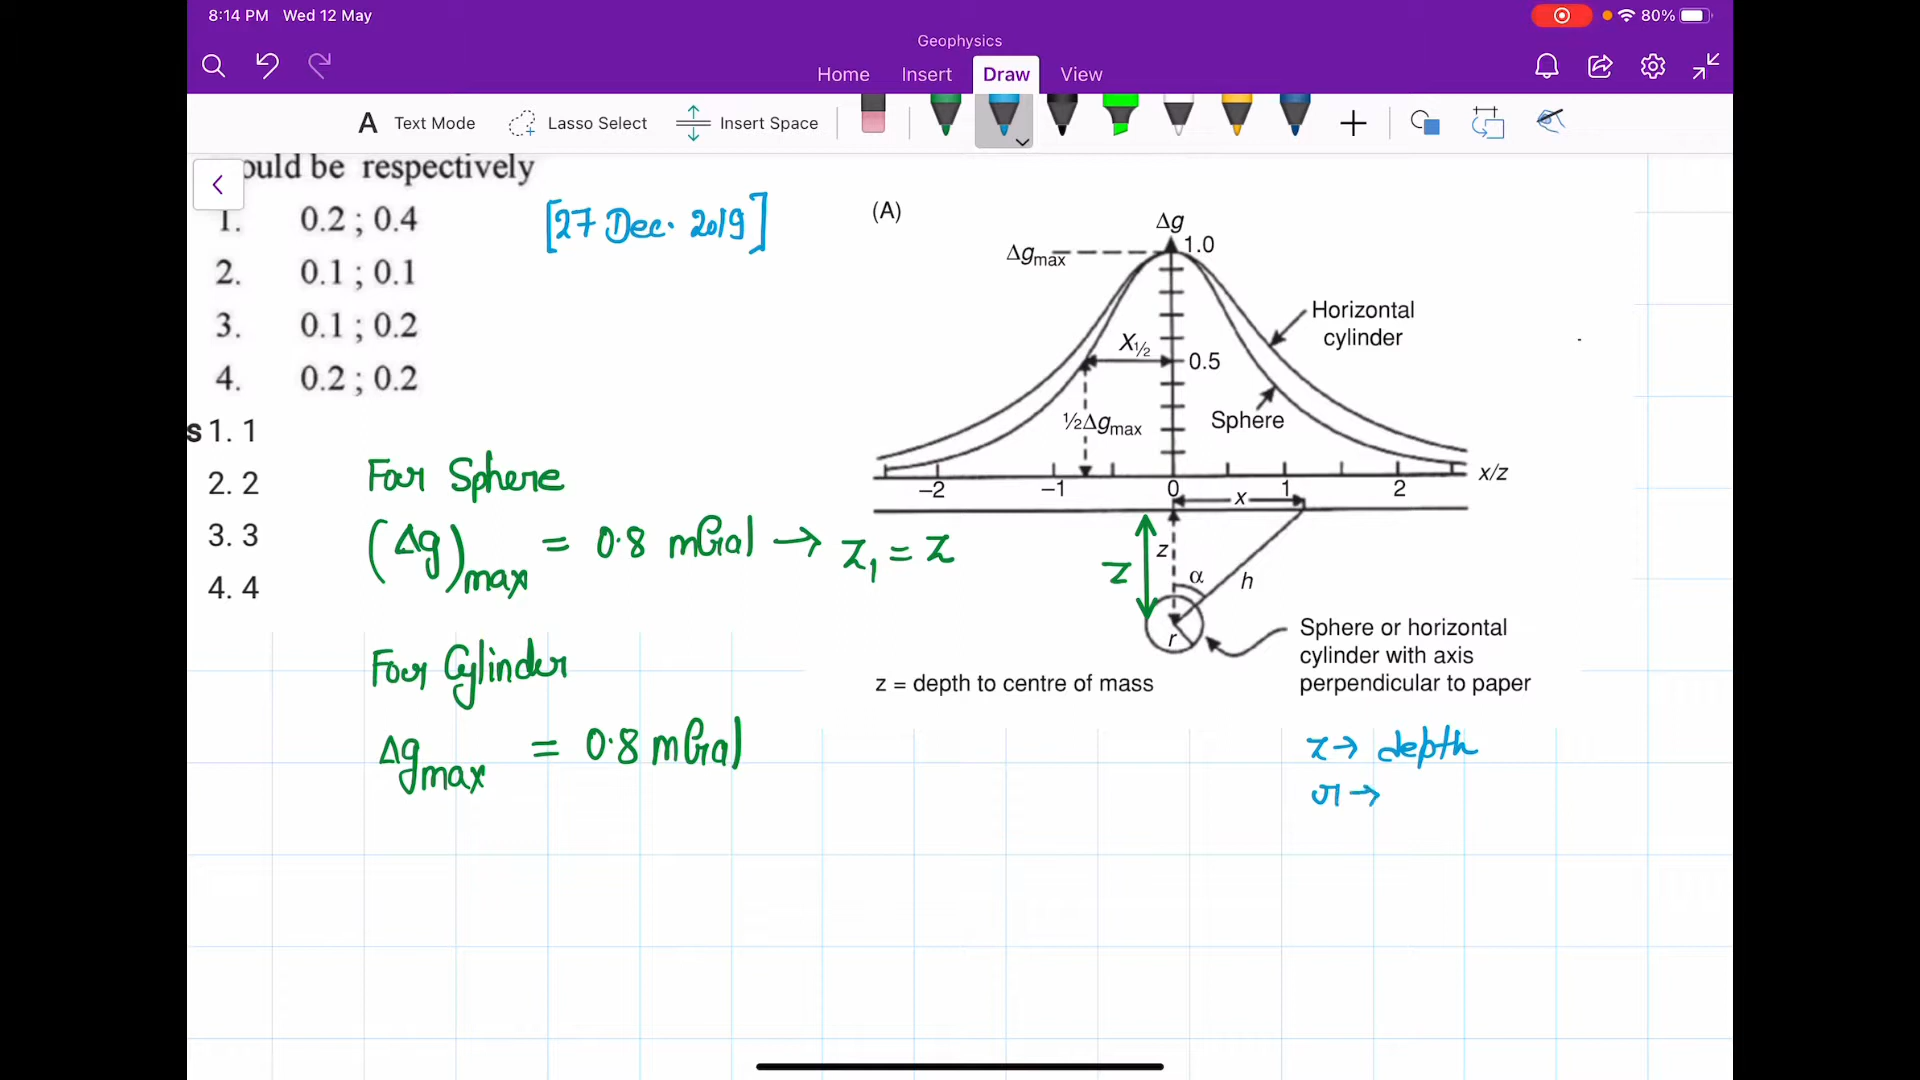 8:14 PM Wed 12 May
80%
Geophysics
Home Insert Draw View
A Text Mode Lasso Select Insert Space
ould be respectively
1. 0.2 ; 0.4
2. 0.1 ; 0.1
3. 0.1 ; 0.2
4. 0.2 ; 0.2
[27 Dec. 2019]
s 1. 1
2. 2
3. 3
4. 4
For Sphere
(Δg)max = 0.8 mGal → z₁ = z
For Cylinder
Δgmax = 0.8 mGal
(A)
Δg
Δgmax
1.0
Horizontal
cylinder
X½
0.5
Sphere
½Δgmax
x/z
−2 −1 0 1 2
x
z
z
α
h
r
Sphere or horizontal
cylinder with axis
perpendicular to paper
z = depth to centre of mass
z → depth
r →